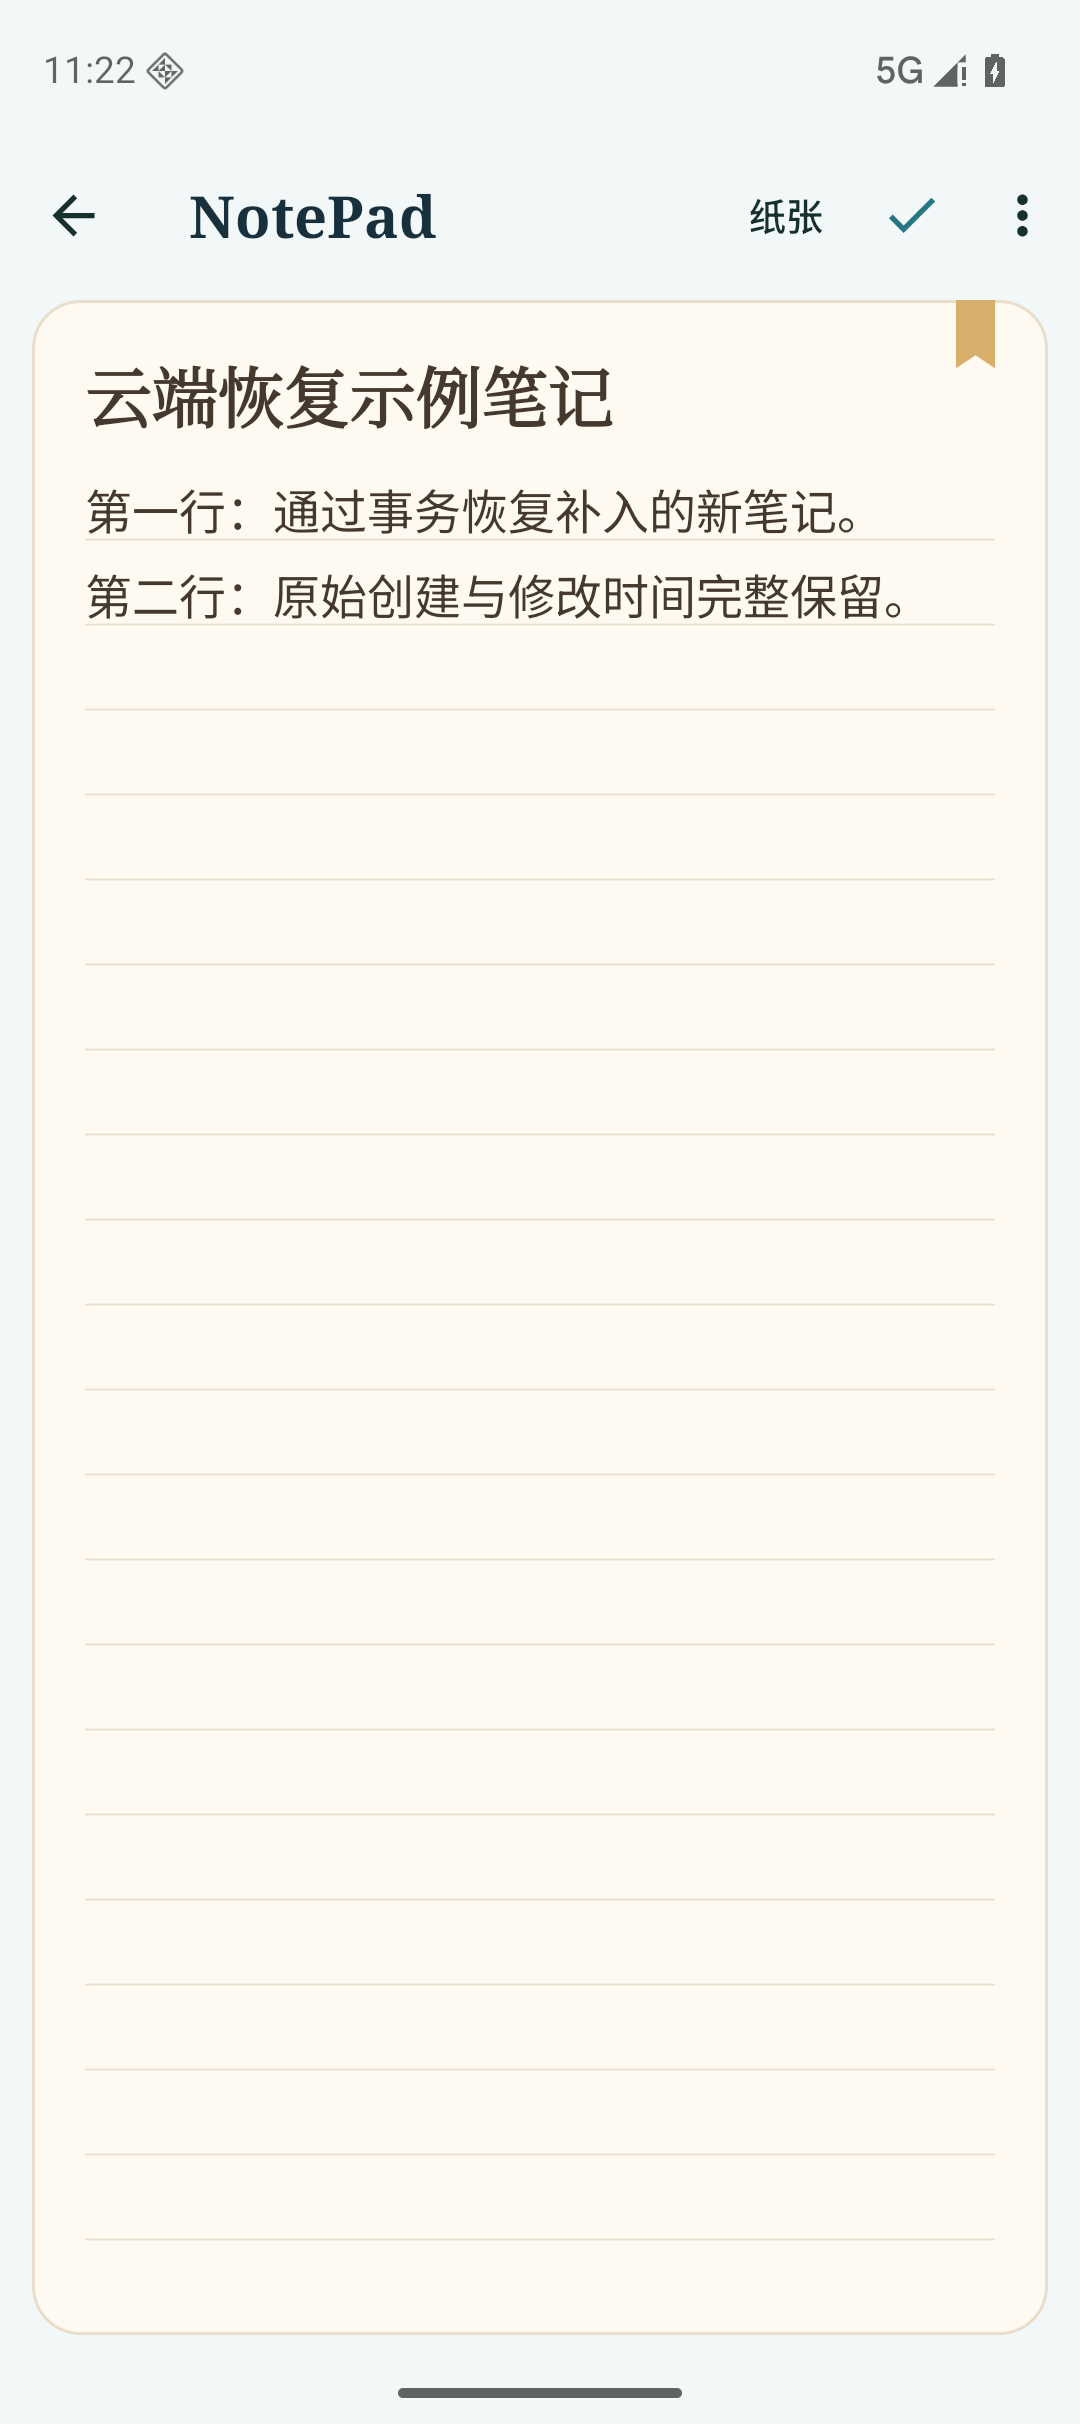 11:22
5G
NotePad
纸张
云端恢复示例笔记
第一行：通过事务恢复补入的新笔记。
第二行：原始创建与修改时间完整保留。